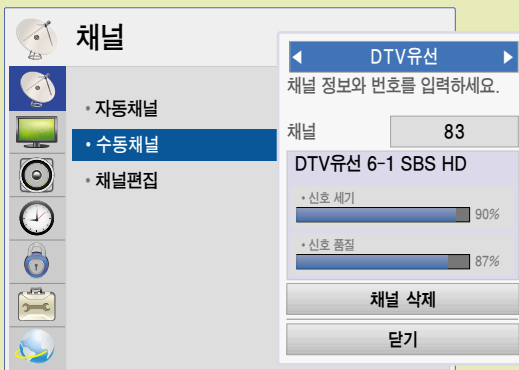 채널
• 자동채널
• 수동채널
• 채널편집
◀ DTV유선 ▶
채널 정보와 번호를 입력하세요.
채널 83
DTV유선 6-1 SBS HD
• 신호 세기
90%
• 신호 품질
87%
채널 삭제
닫기